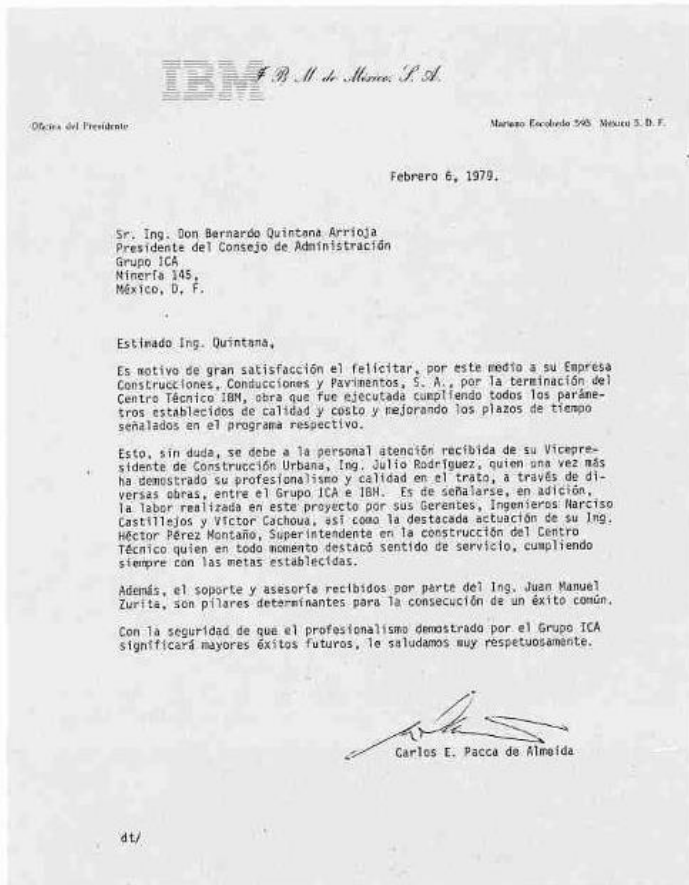 IBM
I B M de México, S. A.
Oficina del Presidente
Mariano Escobedo 595 México 5, D. F.
Febrero 6, 1979.
Sr. Ing. Don Bernardo Quintana Arrioja
Presidente del Consejo de Administración
Grupo ICA
Minería 145,
México, D. F.
Estimado Ing. Quintana,
Es motivo de gran satisfacción el felicitar, por este medio a su Empresa
Construcciones, Conducciones y Pavimentos, S. A., por la terminación del
Centro Técnico IBM, obra que fue ejecutada cumpliendo todos los paráme-
tros establecidos de calidad y costo y mejorando los plazos de tiempo
señalados en el programa respectivo.
Esto, sin duda, se debe a la personal atención recibida de su Vicepre-
sidente de Construcción Urbana, Ing. Julio Rodríguez, quien una vez más
ha demostrado su profesionalismo y calidad en el trato, a través de di-
versas obras, entre el Grupo ICA e IBM. Es de señalarse, en adición,
la labor realizada en este proyecto por sus Gerentes, Ingenieros Narciso
Castillejos y Víctor Cachoua, así como la destacada actuación de su Ing.
Héctor Pérez Montaño, Superintendente en la construcción del Centro
Técnico quien en todo momento destacó sentido de servicio, cumpliendo
siempre con las metas establecidas.
Además, el soporte y asesoría recibidos por parte del Ing. Juan Manuel
Zurita, son pilares determinantes para la consecución de un éxito común.
Con la seguridad de que el profesionalismo demostrado por el Grupo ICA
significará mayores éxitos futuros, le saludamos muy respetuosamente.
Carlos E. Pacca de Almeida
dt/